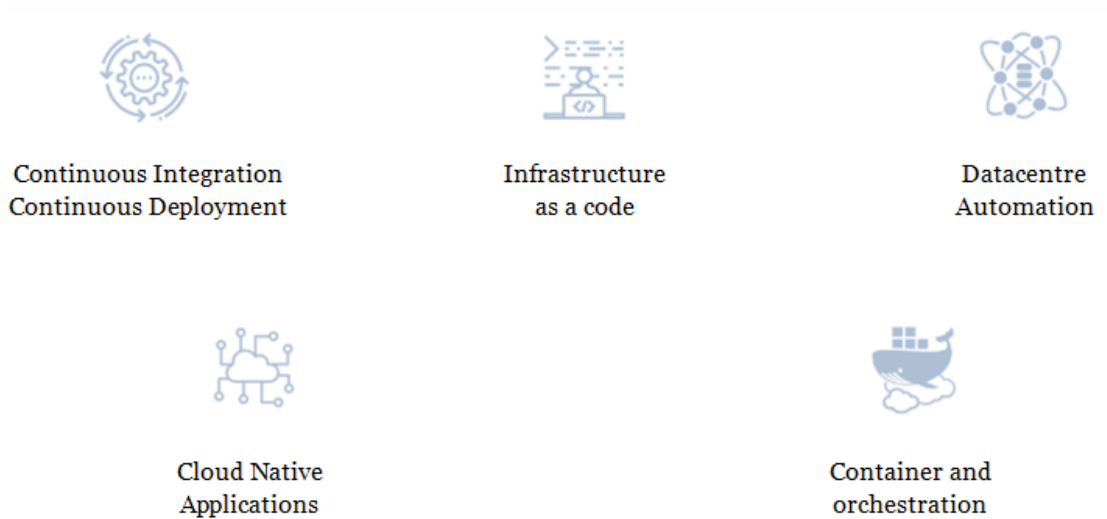 Continuous Integration
Continuous Deployment
Infrastructure
as a code
Datacentre
Automation
Cloud Native
Applications
Container and
orchestration